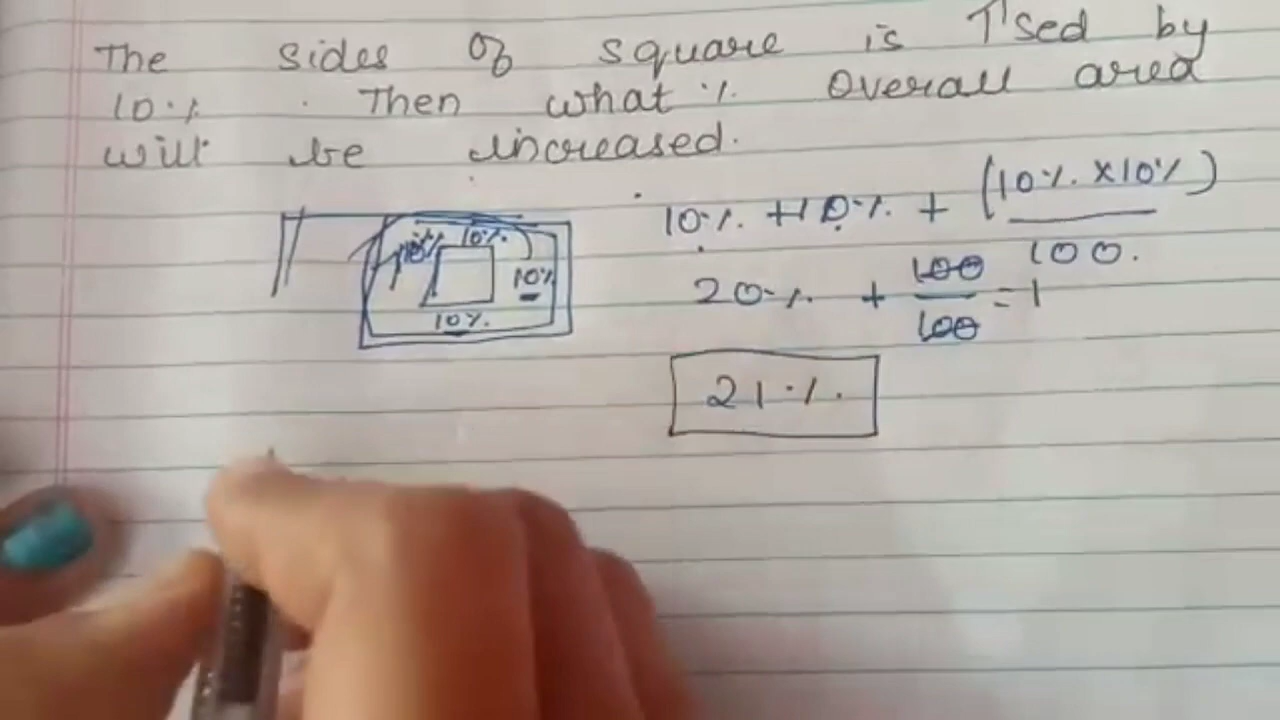 The sides of square is ↑sed by
10%. Then what % overall area
will be increased.
10% + 10% + (10% x 10%)
100.
20% + 100/100 = 1
21%.
10% 10%
10%
10%.